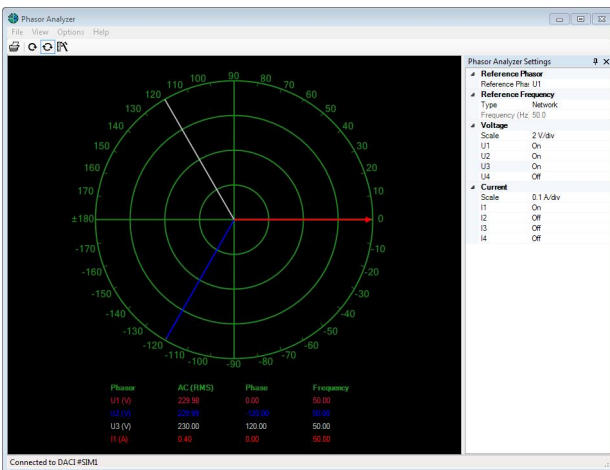 Phasor Analyzer
File View Options Help
Phasor Analyzer Settings
Reference Phasor
Reference Phas U1
Reference Frequency
Type Network
Frequency (Hz 50.0
Voltage
Scale 2 V/div
U1 On
U2 On
U3 On
U4 Off
Current
Scale 0.1 A/div
I1 On
I2 Off
I3 Off
I4 Off
90
100 80
110 70
120 60
130 50
140 40
150 30
160 20
170 10
±180 0
-170 -10
-160 -20
-150 -30
-140 -40
-130 -50
-120 -60
-110 -70
-100 -80
-90
Phasor AC (RMS) Phase Frequency
U1 (V) 229.98 0.00 50.00
U2 (V) -120.00 50.00
U3 (V) 230.00 120.00 50.00
I1 (A) 0.40 0.00 50.00
Connected to DACI #SIM1